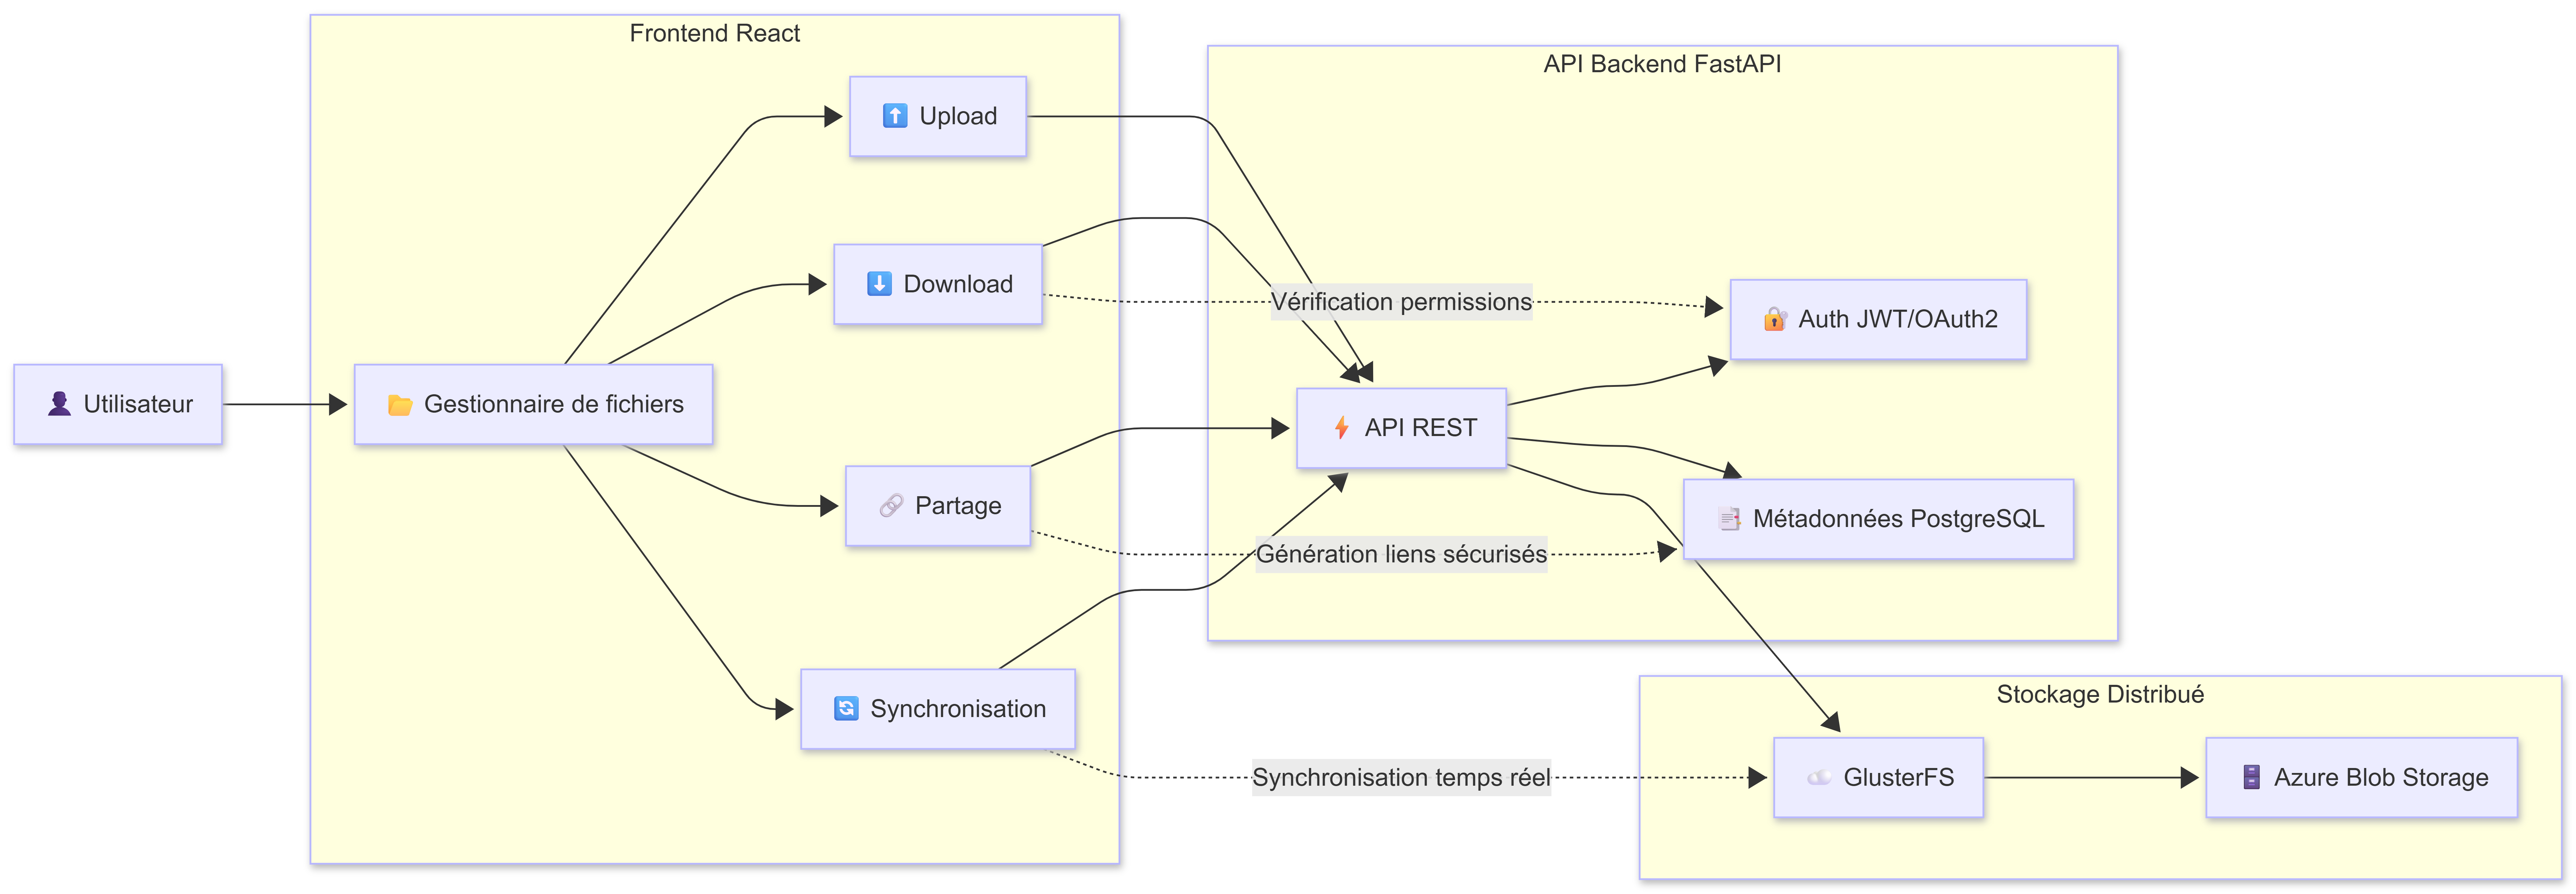 Frontend React
API Backend FastAPI
Upload
Download
Vérification permissions
Auth JWT/OAuth2
Utilisateur
Gestionnaire de fichiers
API REST
Partage
Métadonnées PostgreSQL
Génération liens sécurisés
Stockage Distribué
Synchronisation
Synchronisation temps réel
GlusterFS
Azure Blob Storage